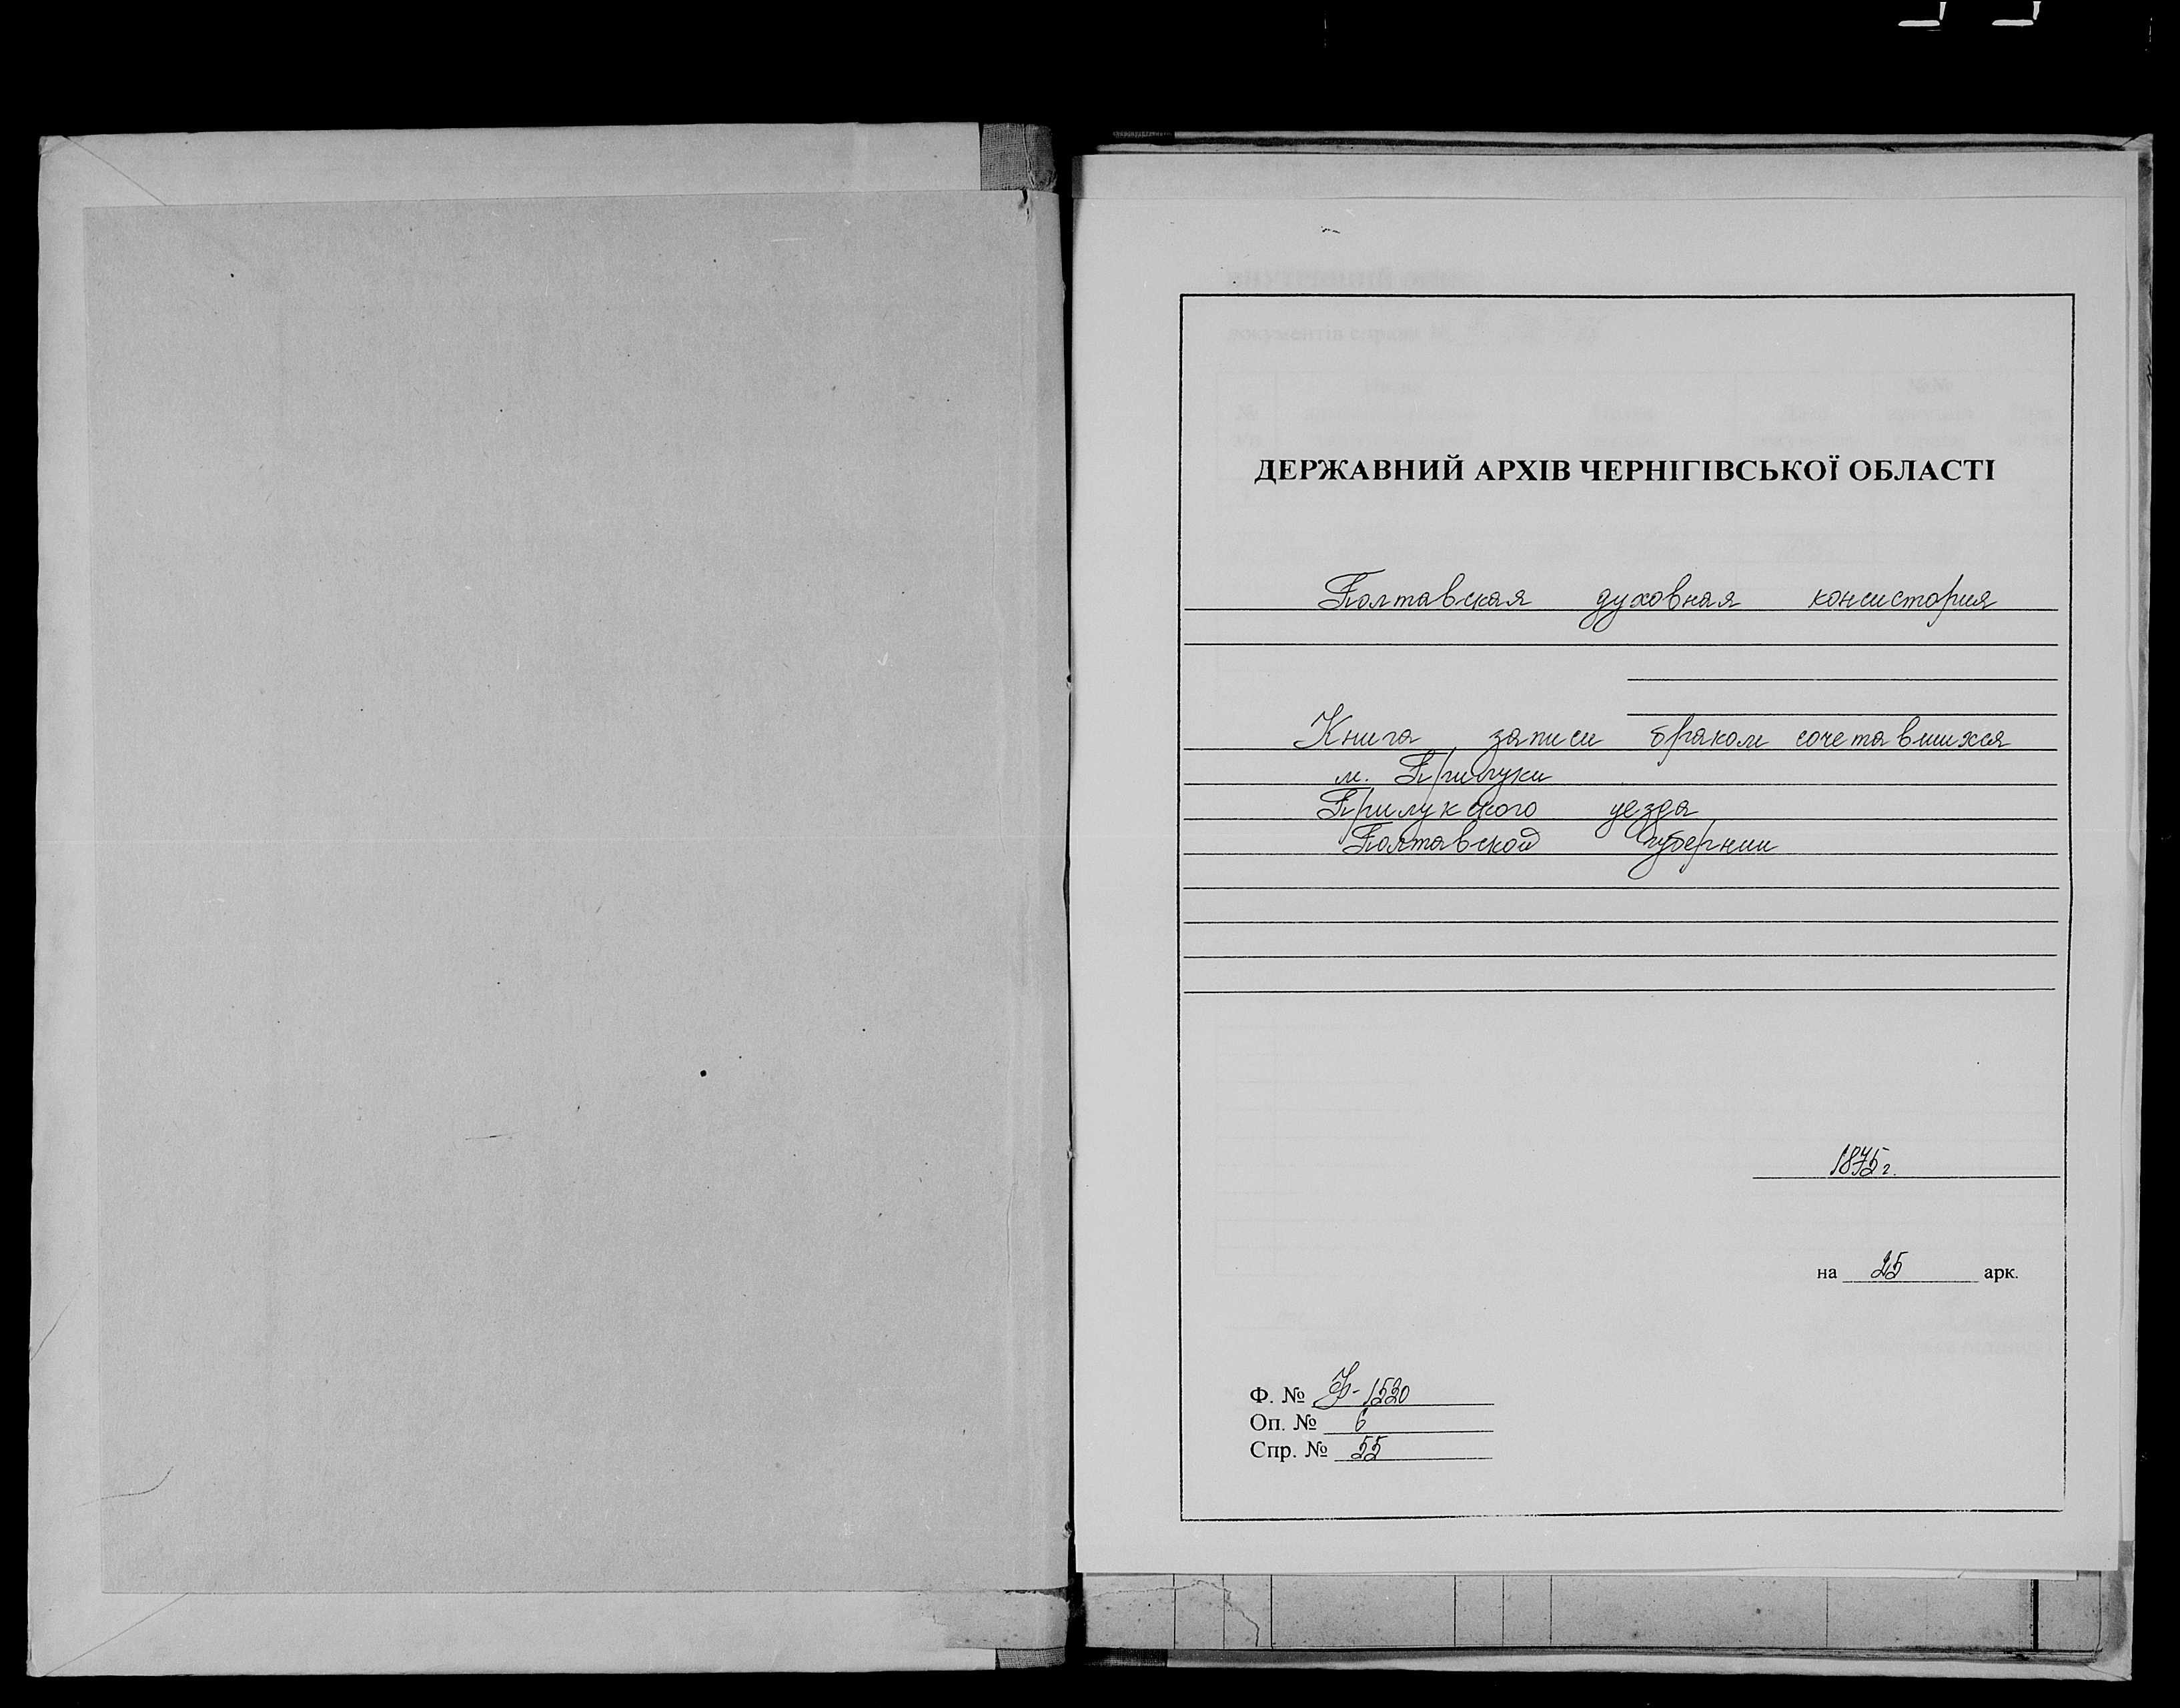 ДЕРЖАВНИЙ АРХІВ ЧЕРНІГІВСЬКОЇ ОБЛАСТІ
Полтавская духовная консистория
Книга записи браком сочетавшихся
м. Прилуки
Прилукского уезда
Полтавской губернии
1875 г.
на 25 арк.
Ф. № Ф-1520
Оп. № 6
Спр. № 55